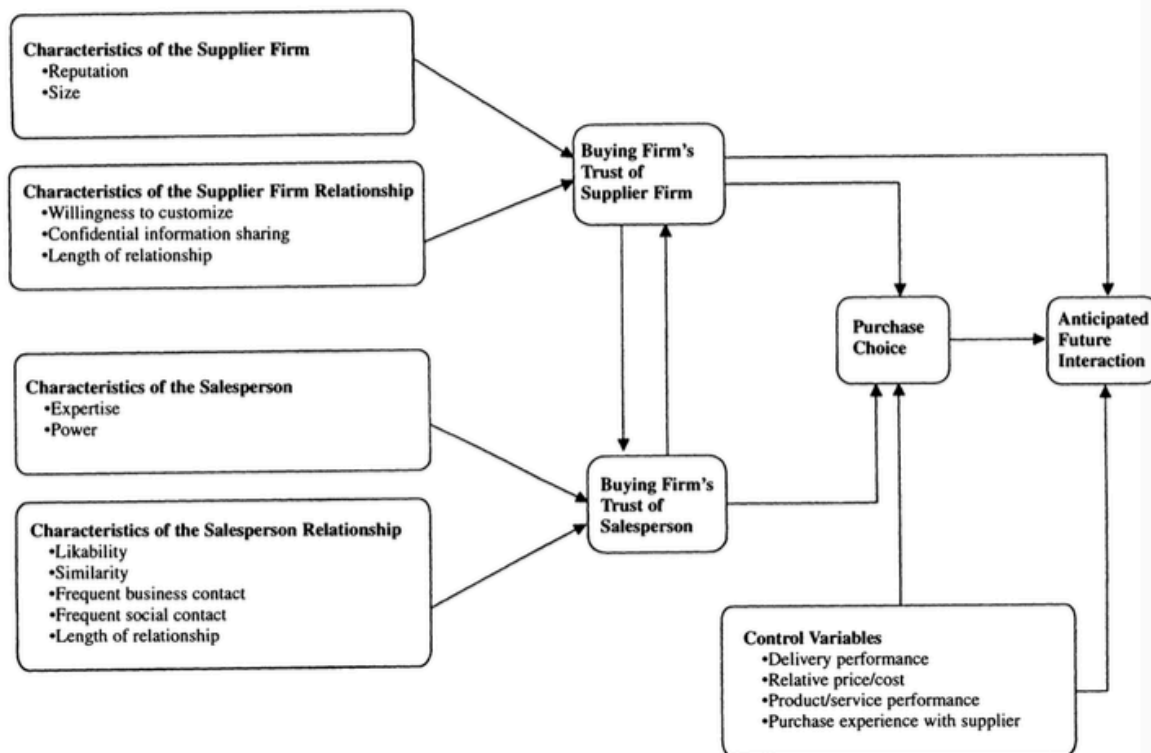 Characteristics of the Supplier Firm
•Reputation
•Size
Characteristics of the Supplier Firm Relationship
•Willingness to customize
•Confidential information sharing
•Length of relationship
Buying Firm's
Trust of
Supplier Firm
Purchase
Choice
Anticipated
Future
Interaction
Characteristics of the Salesperson
•Expertise
•Power
Characteristics of the Salesperson Relationship
•Likability
•Similarity
•Frequent business contact
•Frequent social contact
•Length of relationship
Buying Firm's
Trust of
Salesperson
Control Variables
•Delivery performance
•Relative price/cost
•Product/service performance
•Purchase experience with supplier